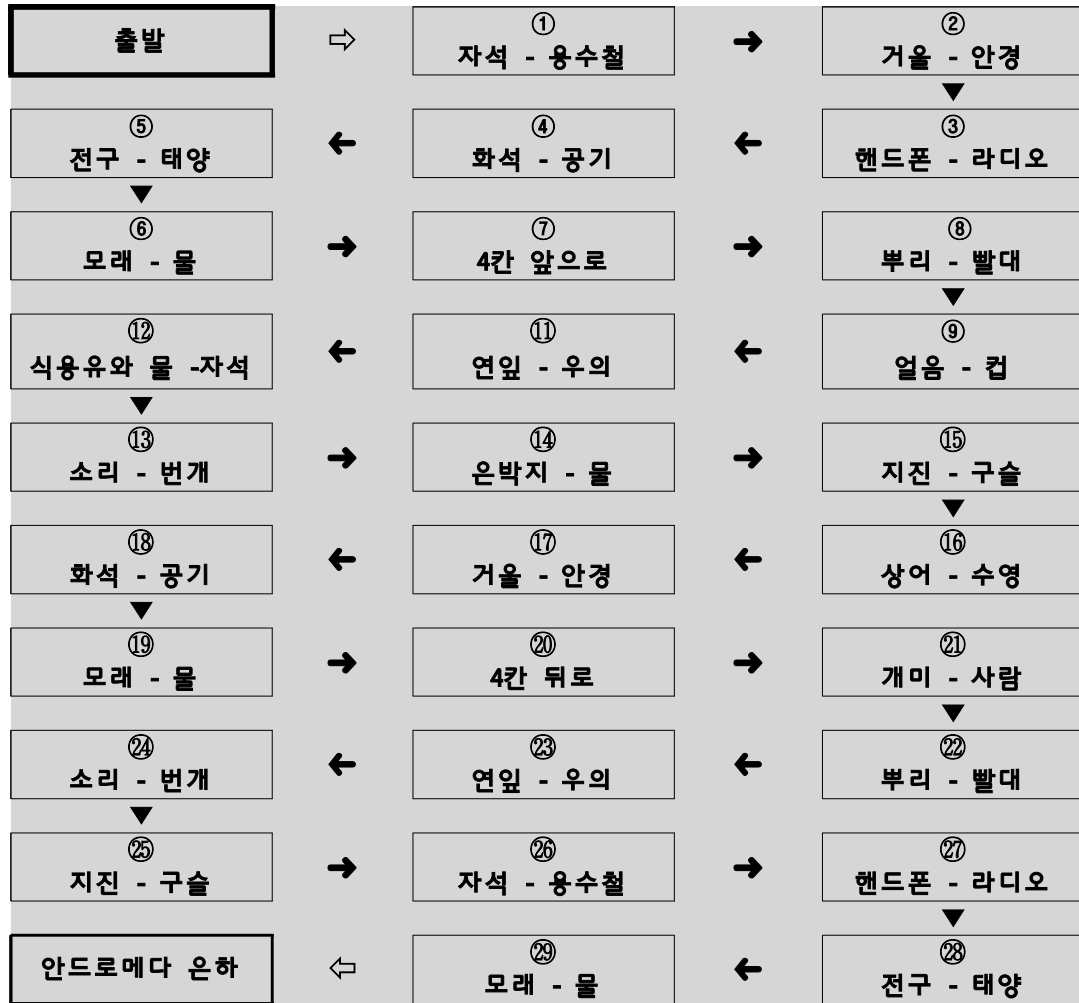 출발
⇨
①
자석 - 용수철
➜
②
거울 - 안경
▼
⑤
전구 - 태양
←
④
화석 - 공기
←
③
핸드폰 - 라디오
▼
⑥
모래 - 물
➜
⑦
4칸 앞으로
➜
⑧
뿌리 - 빨대
▼
⑫
식용유와 물 -자석
←
⑪
연잎 - 우의
←
⑨
얼음 - 컵
▼
⑬
소리 - 번개
➜
⑭
은박지 - 물
➜
⑮
지진 - 구슬
▼
⑱
화석 - 공기
←
⑰
거울 - 안경
←
⑯
상어 - 수영
▼
⑲
모래 - 물
➜
⑳
4칸 뒤로
➜
㉑
개미 - 사람
▼
㉔
소리 - 번개
←
㉓
연잎 - 우의
←
㉒
뿌리 - 빨대
▼
㉕
지진 - 구슬
➜
㉖
자석 - 용수철
➜
㉗
핸드폰 - 라디오
▼
안드로메다 은하
⇦
㉙
모래 - 물
←
㉘
전구 - 태양